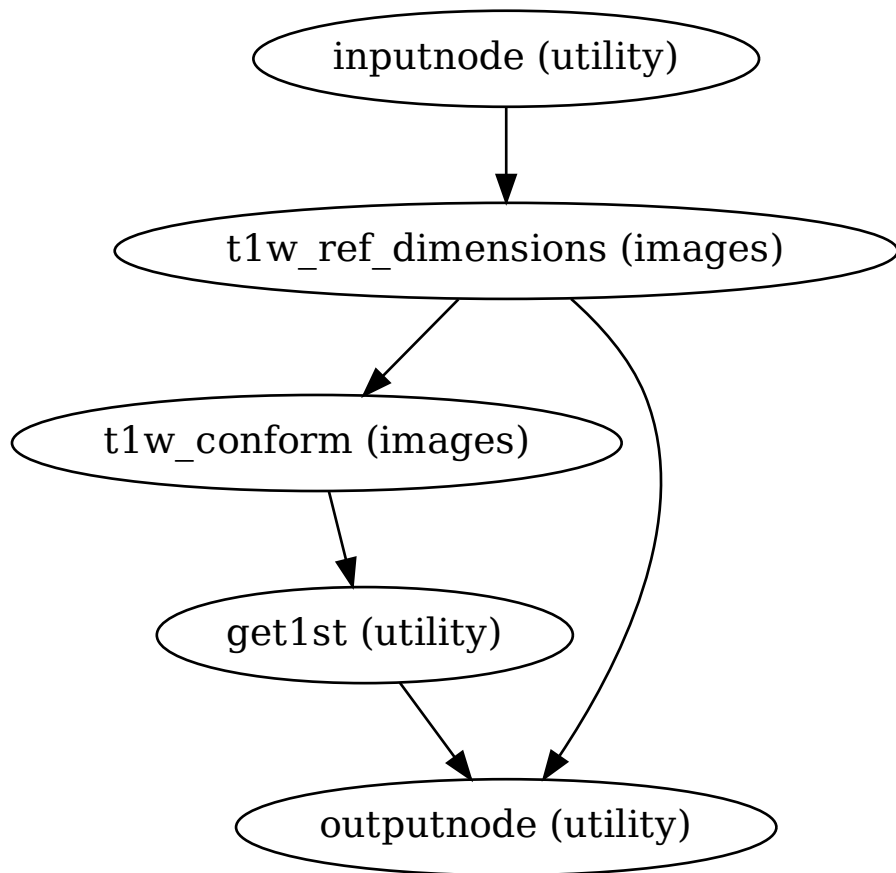 inputnode (utility)
t1w_ref_dimensions (images)
t1w_conform (images)
get1st (utility)
outputnode (utility)